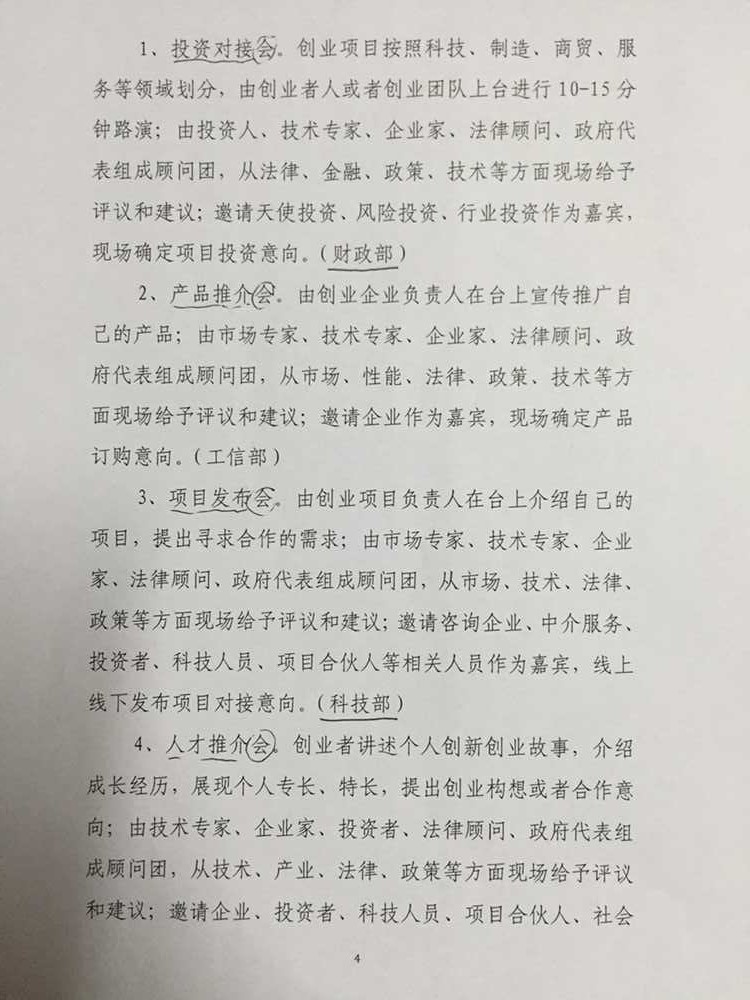 1、投资对接会。创业项目按照科技、制造、商贸、服
务等领域划分，由创业者人或者创业团队上台进行10-15分
钟路演；由投资人、技术专家、企业家、法律顾问、政府代
表组成顾问团，从法律、金融、政策、技术等方面现场给予
评议和建议；邀请天使投资、风险投资、行业投资作为嘉宾，
现场确定项目投资意向。（财政部）
2、产品推介会。由创业企业负责人在台上宣传推广自
己的产品；由市场专家、技术专家、企业家、法律顾问、政
府代表组成顾问团，从市场、性能、法律、政策、技术等方
面现场给予评议和建议；邀请企业作为嘉宾，现场确定产品
订购意向。（工信部）
3、项目发布会。由创业项目负责人在台上介绍自己的
项目，提出寻求合作的需求；由市场专家、技术专家、企业
家、法律顾问、政府代表组成顾问团，从市场、技术、法律、
政策等方面现场给予评议和建议；邀请咨询企业、中介服务、
投资者、科技人员、项目合伙人等相关人员作为嘉宾，线上
线下发布项目对接意向。（科技部）
4、人才推介会。创业者讲述个人创新创业故事，介绍
成长经历，展现个人专长、特长，提出创业构想或者合作意
向；由技术专家、企业家、投资者、法律顾问、政府代表组
成顾问团，从技术、产业、法律、政策等方面现场给予评议
和建议；邀请企业、投资者、科技人员、项目合伙人、社会
4